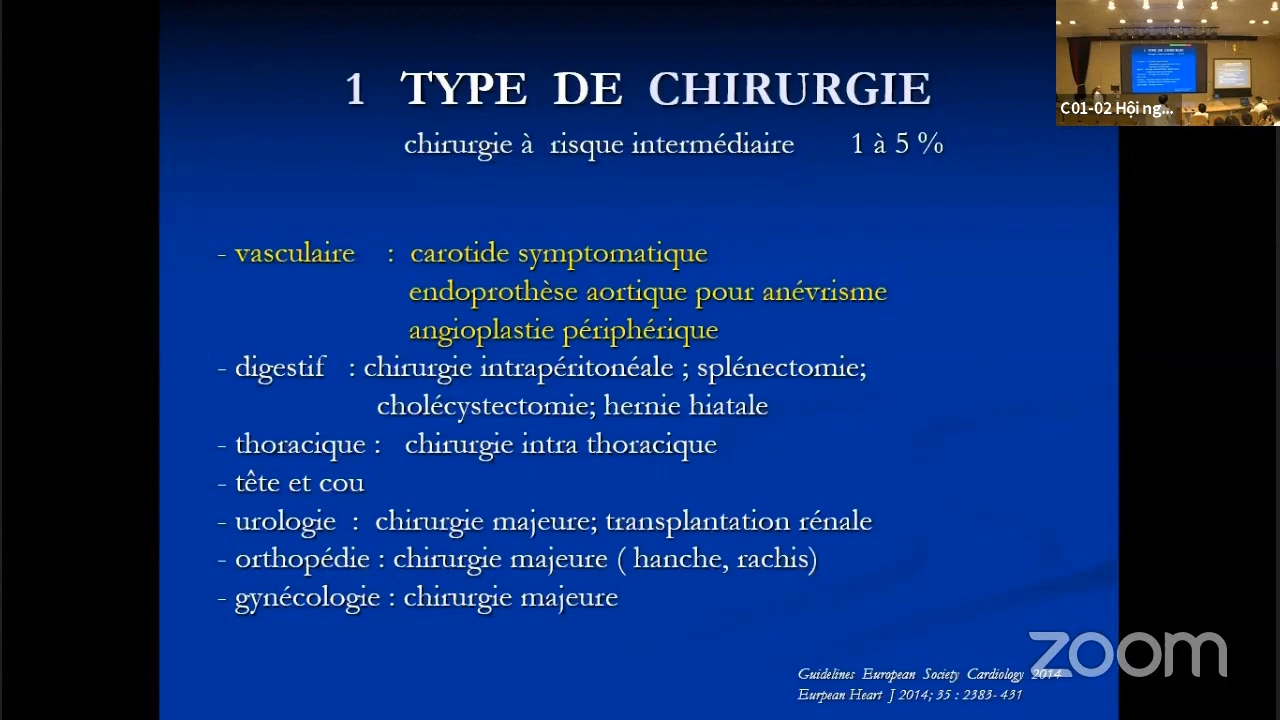 1 TYPE DE CHIRURGIE
chirurgie à risque intermédiaire 1 à 5 %
- vasculaire : carotide symptomatique
endoprothèse aortique pour anévrisme
angioplastie périphérique
- digestif : chirurgie intrapéritonéale ; splénectomie;
cholécystectomie; hernie hiatale
- thoracique : chirurgie intra thoracique
- tête et cou
- urologie : chirurgie majeure; transplantation rénale
- orthopédie : chirurgie majeure ( hanche, rachis)
- gynécologie : chirurgie majeure
Guidelines European Society Cardiology 2014
Eurpean Heart J 2014; 35 : 2383- 431
zoom
C01-02 Hội ng...